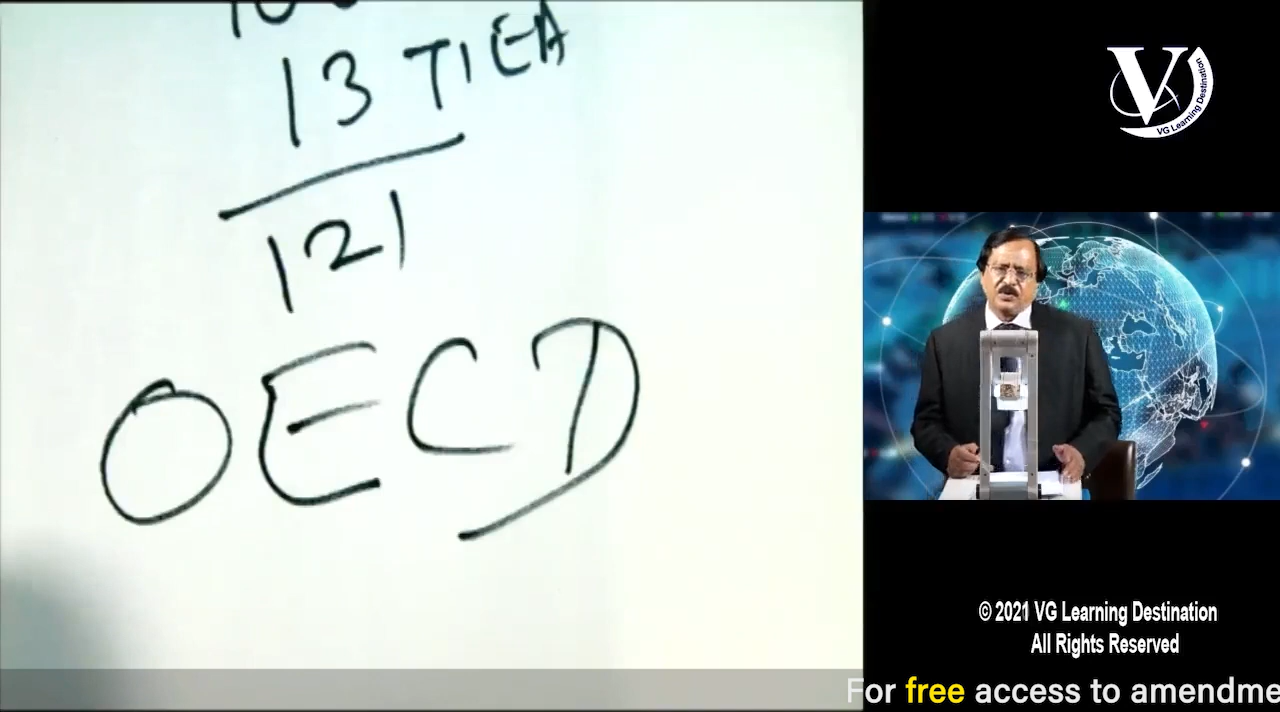 13 TIEA
121
OECD
V
VG Learning Destination
© 2021 VG Learning Destination
All Rights Reserved
For free access to amendme